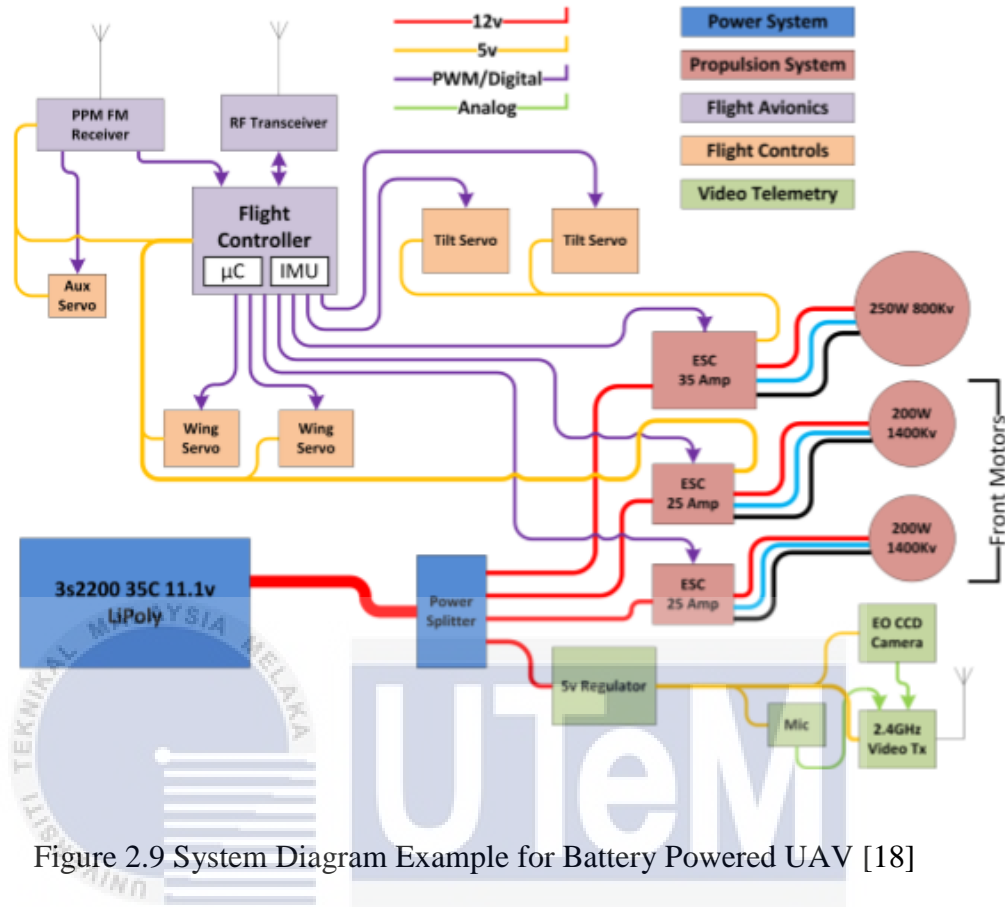 12v
5v
PWM/Digital
Analog
Power System
Propulsion System
Flight Avionics
Flight Controls
Video Telemetry
PPM FM
Receiver
RF Transceiver
Flight
Controller
µC
IMU
Tilt Servo
Tilt Servo
Aux
Servo
250W 800Kv
ESC
35 Amp
Wing
Servo
Wing
Servo
200W
1400Kv
ESC
25 Amp
200W
1400Kv
Front Motors
3s2200 35C 11.1v
LiPoly
Power
Splitter
ESC
25 Amp
EO CCD
Camera
5v Regulator
Mic
2.4GHz
Video Tx
UTeM
UNIVERSITI TEKNIKAL MALAYSIA MELAKA
Figure 2.9 System Diagram Example for Battery Powered UAV [18]